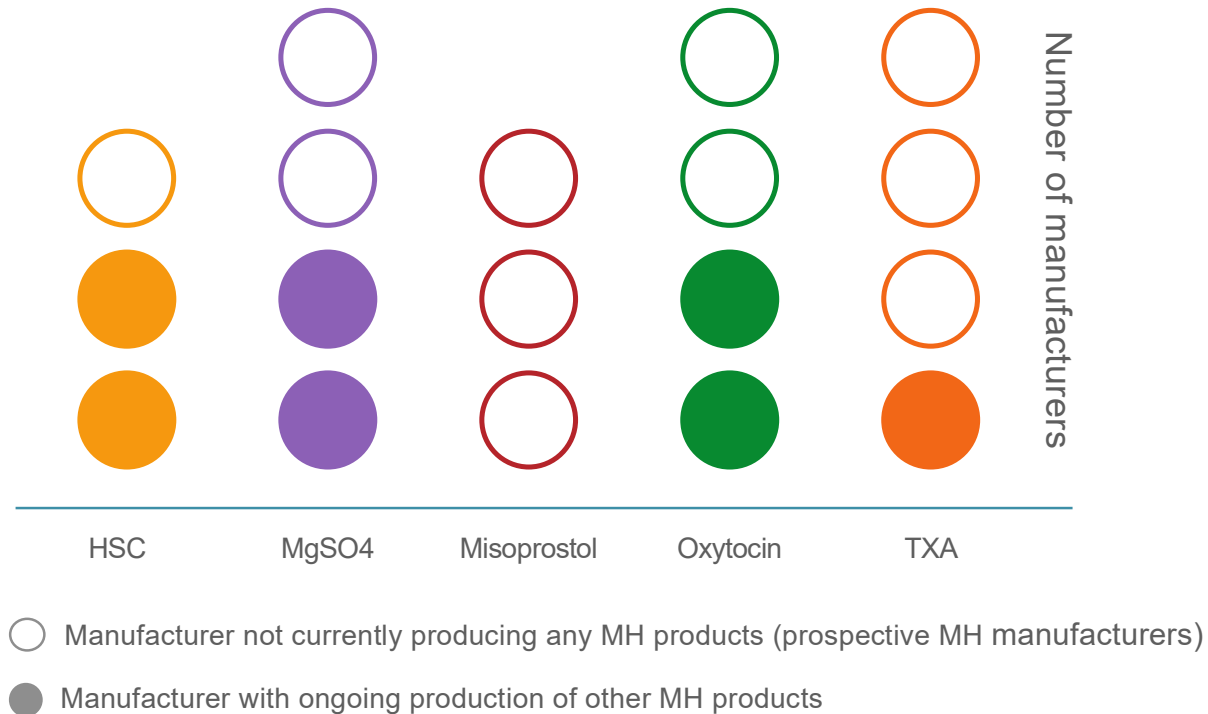 Number of manufacturers
HSC MgSO4 Misoprostol Oxytocin TXA
Manufacturer not currently producing any MH products (prospective MH manufacturers)
Manufacturer with ongoing production of other MH products